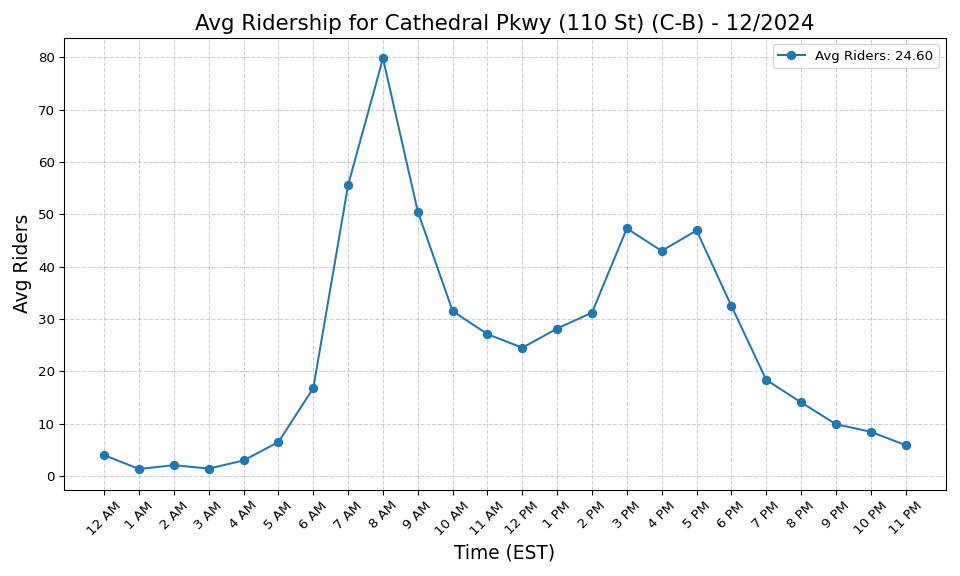 Avg Ridership for Cathedral Pkwy (110 St) (C-B) - 12/2024
Avg Riders: 24.60
Avg Riders
80
70
60
50
40
30
20
10
0
12 AM
1 AM
2 AM
3 AM
4 AM
5 AM
6 AM
7 AM
8 AM
9 AM
10 AM
11 AM
12 PM
1 PM
2 PM
3 PM
4 PM
5 PM
6 PM
7 PM
8 PM
9 PM
10 PM
11 PM
Time (EST)